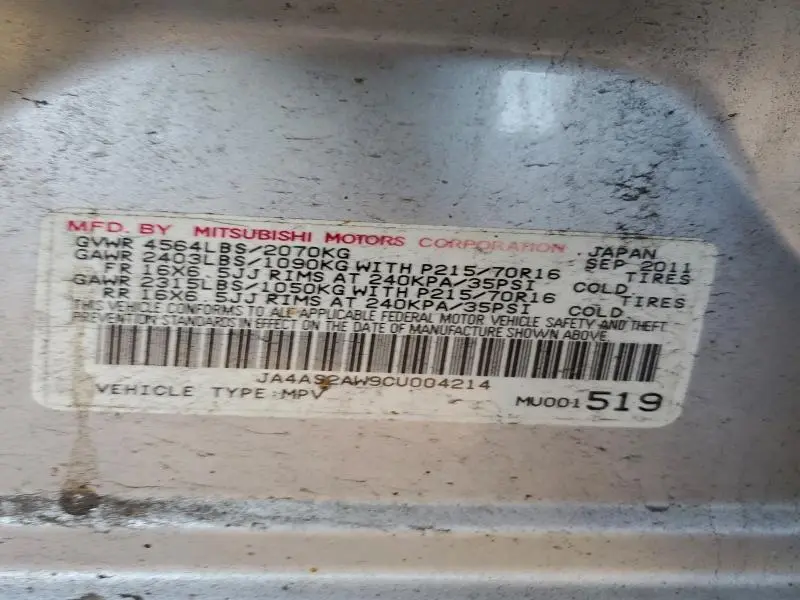 MFD. BY MITSUBISHI MOTORS CORPORATION JAPAN
GVWR 4564LBS/2070KG SEP 2011
GAWR 2403LBS/1090KG WITH P215/70R16 TIRES
FR 16X6.5JJ RIMS AT 240KPA/35PSI COLD
GAWR 2315LBS/1050KG WITH P215/70R16 TIRES
RR 16X6.5JJ RIMS AT 240KPA/35PSI COLD
THIS VEHICLE CONFORMS TO ALL APPLICABLE FEDERAL MOTOR VEHICLE SAFETY AND THEFT
PREVENTION STANDARDS IN EFFECT ON THE DATE OF MANUFACTURE SHOWN ABOVE.
JA4AS2AW9CU004214
VEHICLE TYPE:MPV MU001519